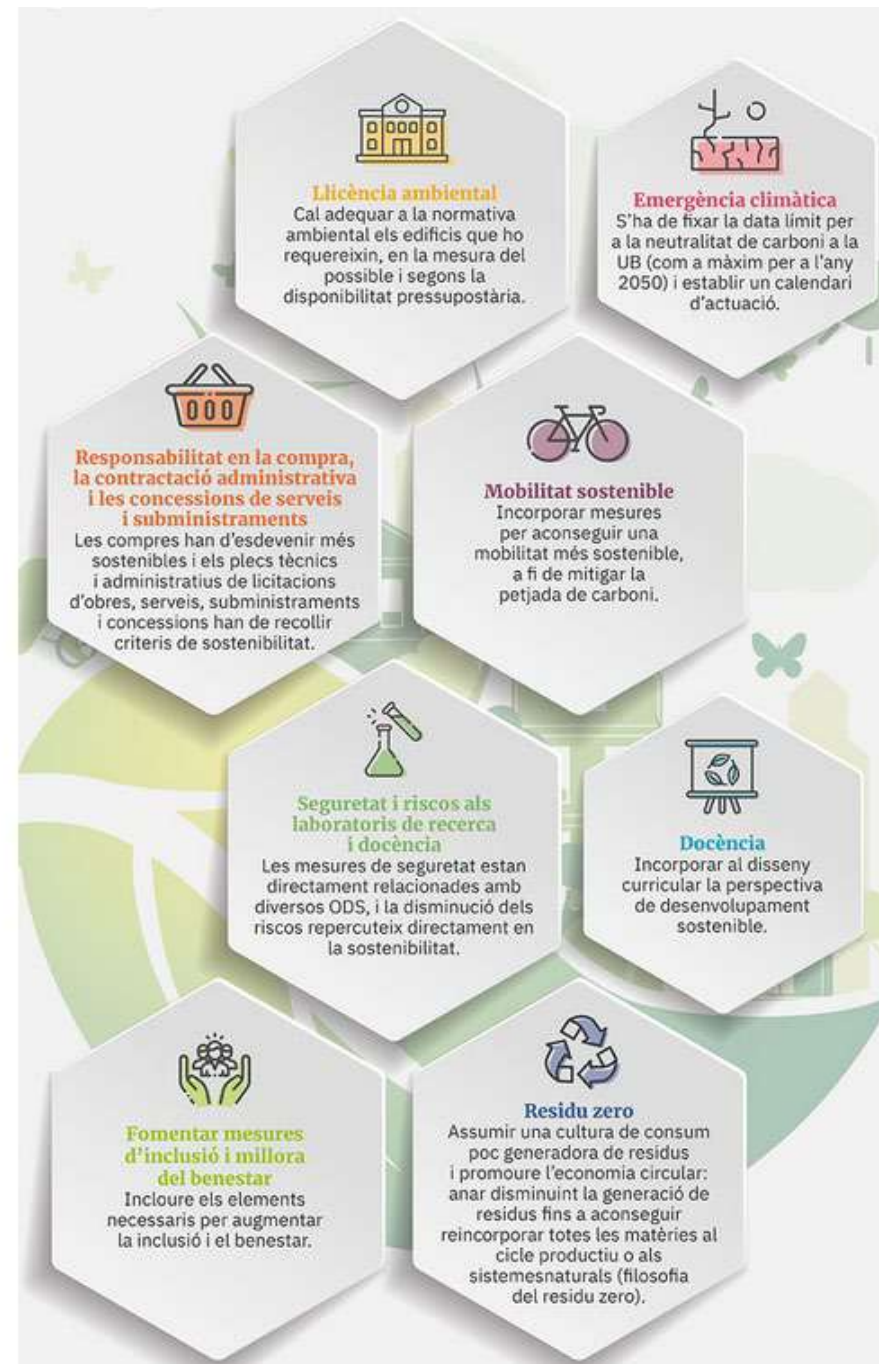 Llicència ambiental
Cal adequar a la normativa
ambiental els edificis que ho
requereixin, en la mesura del
possible i segons la
disponibilitat pressupostària.
Emergència climàtica
S'ha de fixar la data límit per
a la neutralitat de carboni a la
UB (com a màxim per a l'any
2050) i establir un calendari
d'actuació.
Responsabilitat en la compra,
la contractació administrativa
i les concessions de serveis
i subministraments
Les compres han d'esdevenir més
sostenibles i els plecs tècnics
i administratius de licitacions
d'obres, serveis, subministraments
i concessions han de recollir
criteris de sostenibilitat.
Mobilitat sostenible
Incorporar mesures
per aconseguir una
mobilitat més sostenible,
a fi de mitigar la
petjada de carboni.
Seguretat i riscos als
laboratoris de recerca
i docència
Les mesures de seguretat estan
directament relacionades amb
diversos ODS, i la disminució dels
riscos repercuteix directament en
la sostenibilitat.
Docència
Incorporar al disseny
curricular la perspectiva
de desenvolupament
sostenible.
Fomentar mesures
d'inclusió i millora
del benestar
Incloure els elements
necessaris per augmentar
la inclusió i el benestar.
Residu zero
Assumir una cultura de consum
poc generadora de residus
i promoure l'economia circular:
anar disminuint la generació de
residus fins a aconseguir
reincorporar totes les matèries al
cicle productiu o als
sistemesnaturals (filosofia
del residu zero).